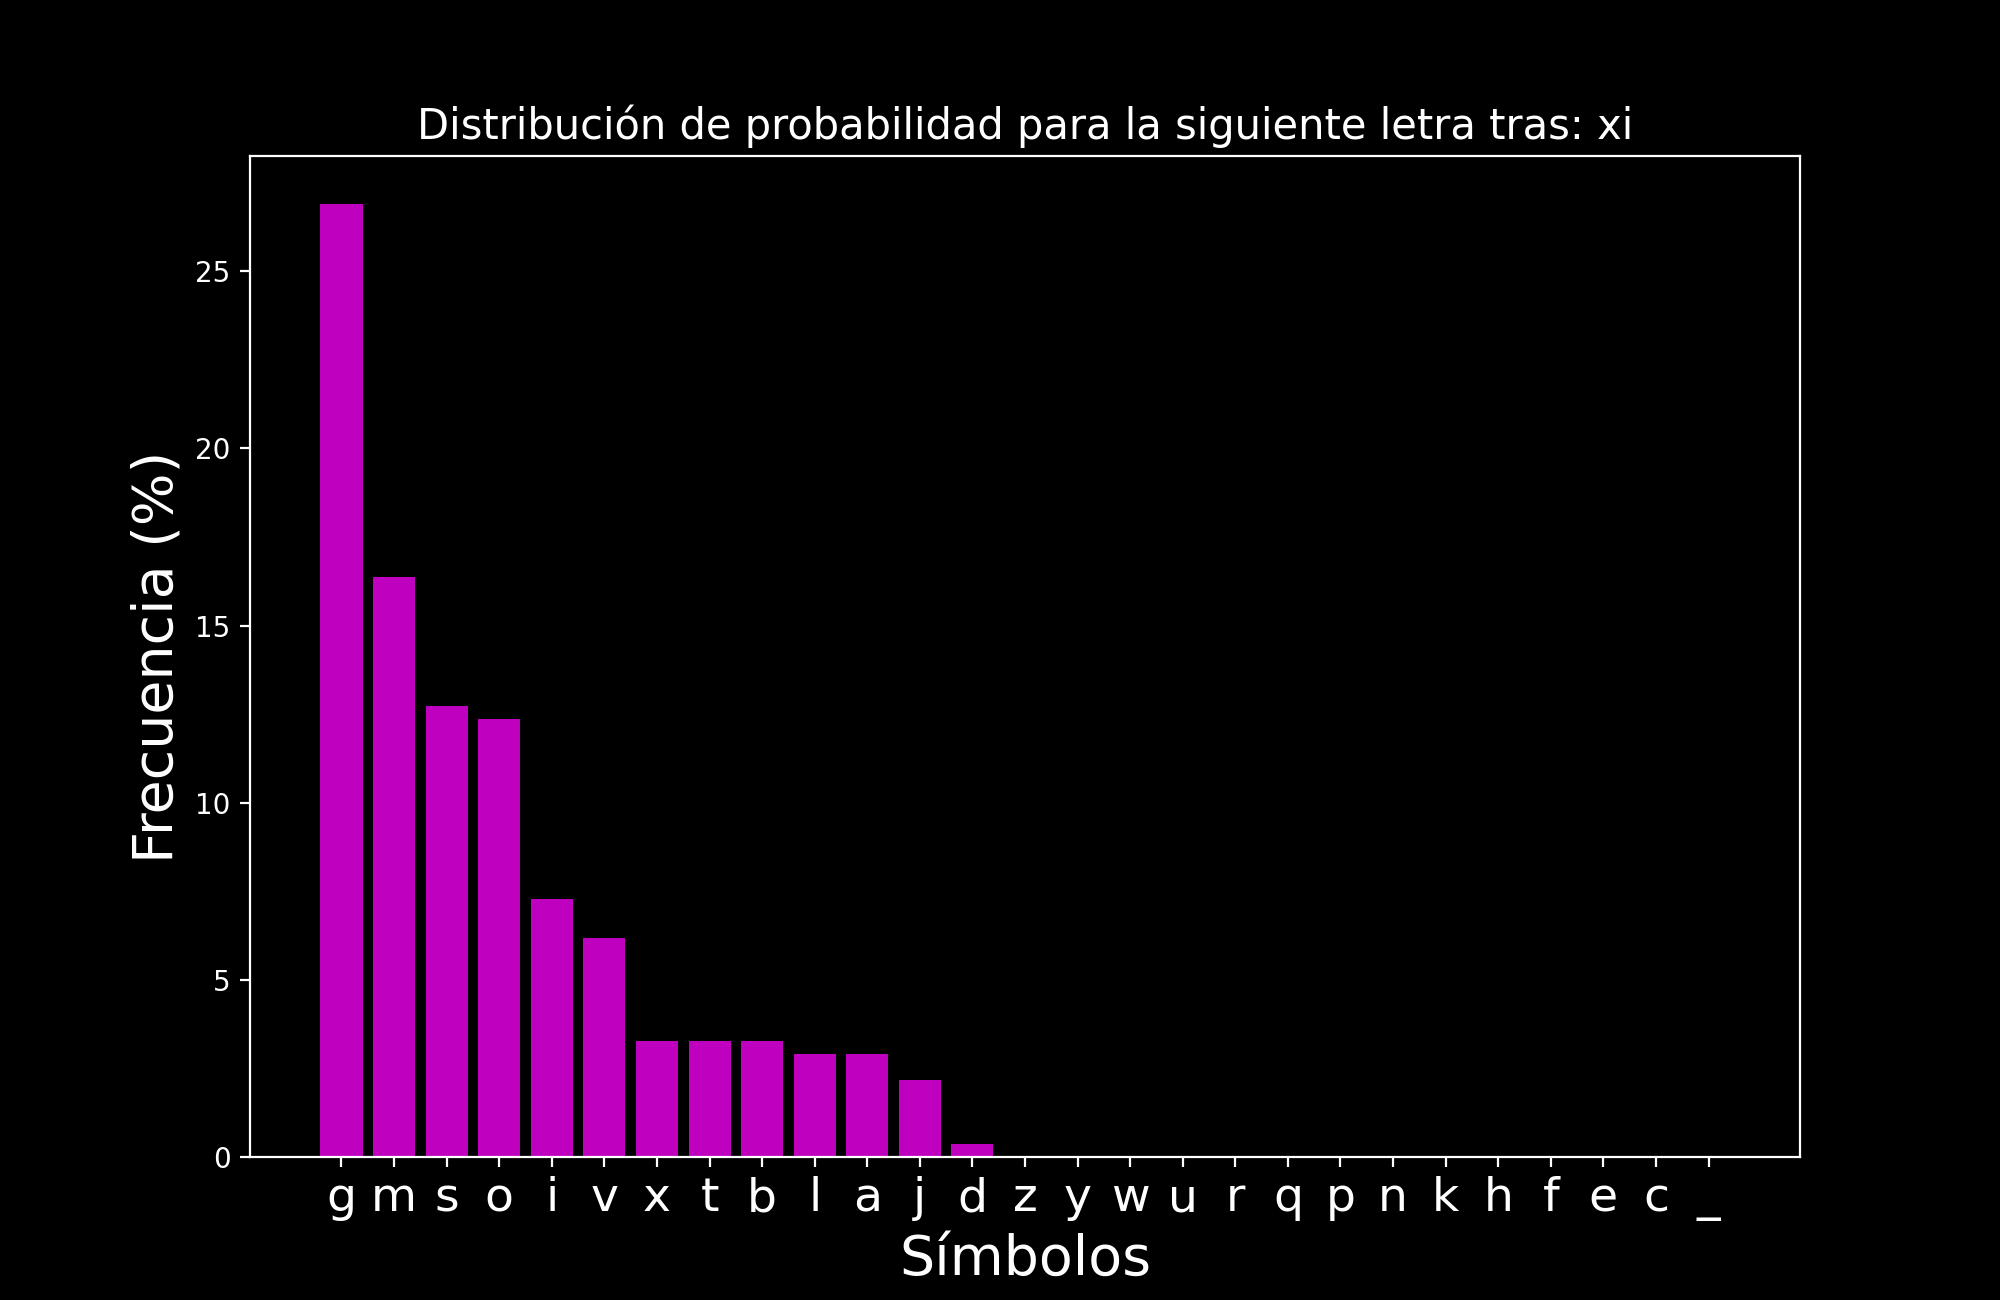 Distribución de probabilidad para la siguiente letra tras: xi
Frecuencia (%)
25
20
15
10
5
0
g m s o i v x t b l a j d z y w u r q p n k h f e c _
Símbolos